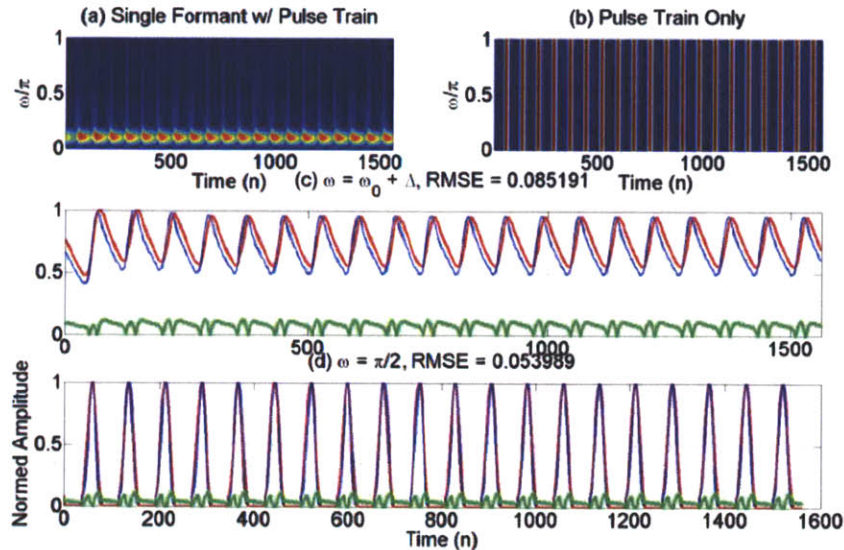 (a) Single Formant w/ Pulse Train
(b) Pulse Train Only
1
0.5
0
ω/π
500 1000 1500
Time (n)
1
0.5
0
ω/π
500 1000 1500
Time (n)
(c) ω = ω₀ + Δ, RMSE = 0.085191
1
0.5
0
0 500 1000 1500
(d) ω = π/2, RMSE = 0.053989
Normed Amplitude
1
0.5
0
0 200 400 600 800 1000 1200 1400 1600
Time (n)